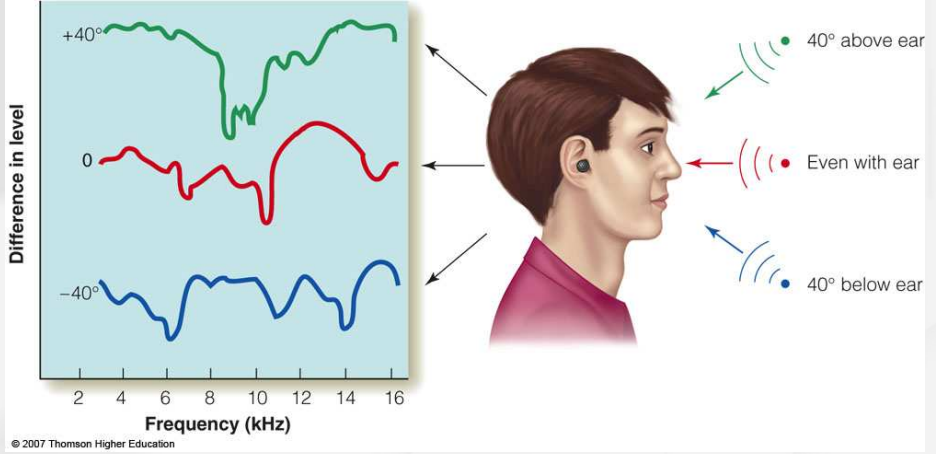 Difference in level
+40°
0
−40°
2 4 6 8 10 12 14 16
Frequency (kHz)
40° above ear
Even with ear
40° below ear
© 2007 Thomson Higher Education